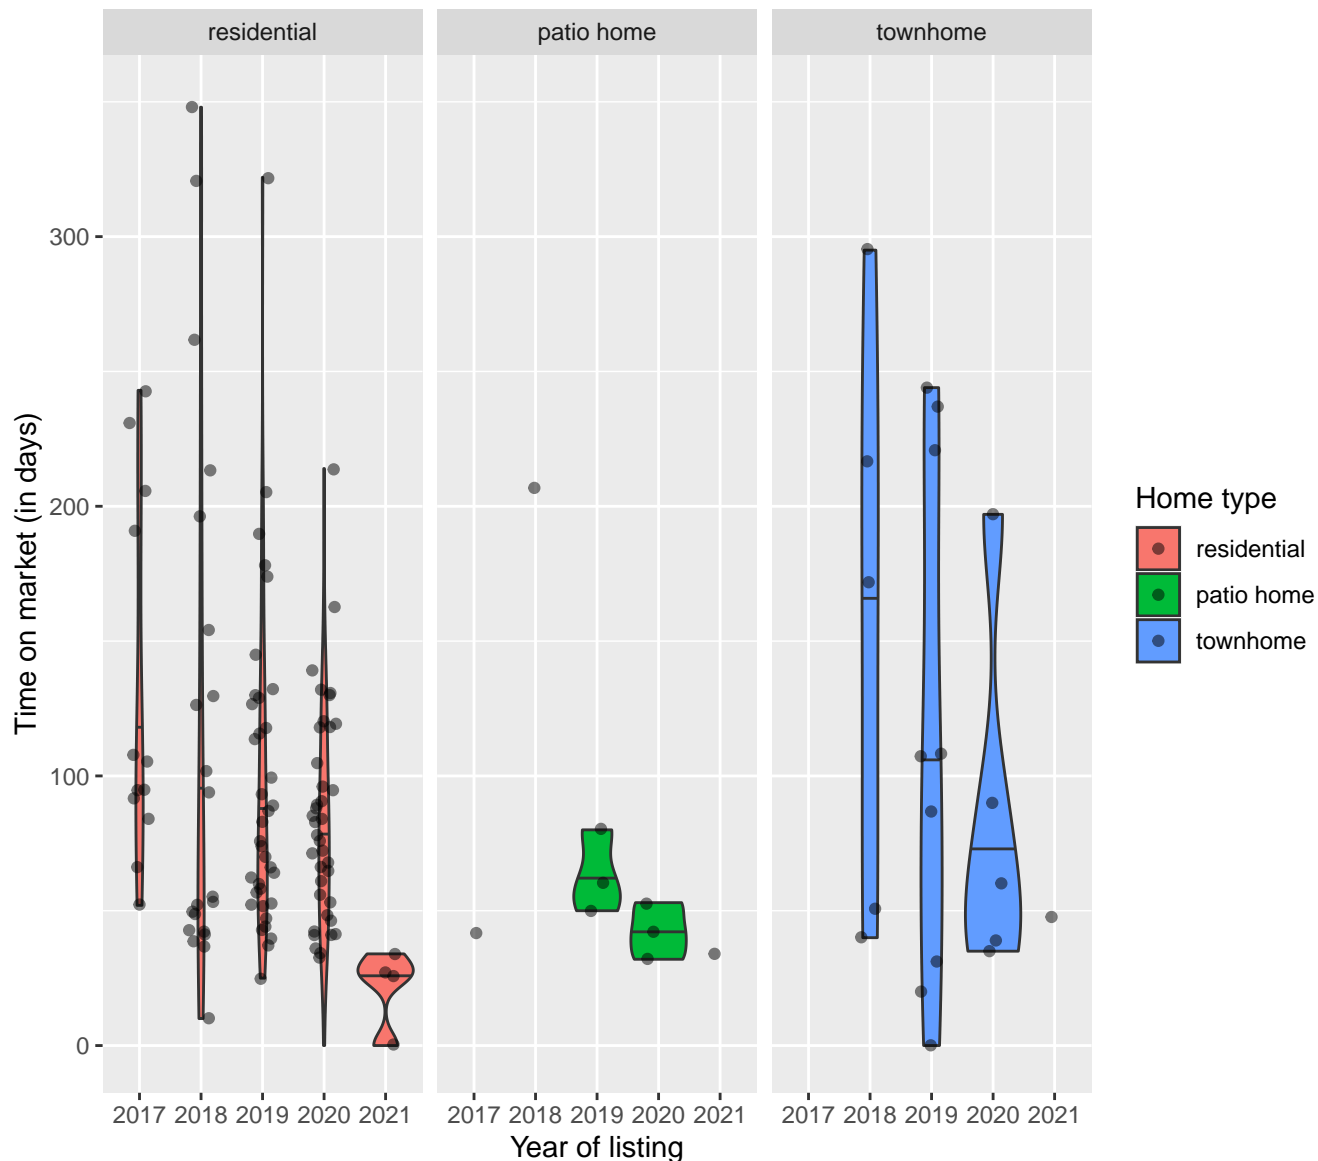 residential
patio home
townhome
Time on market (in days)
300
200
100
0
2017 2018 2019 2020 2021
2017 2018 2019 2020 2021
2017 2018 2019 2020 2021
Year of listing
Home type
residential
patio home
townhome